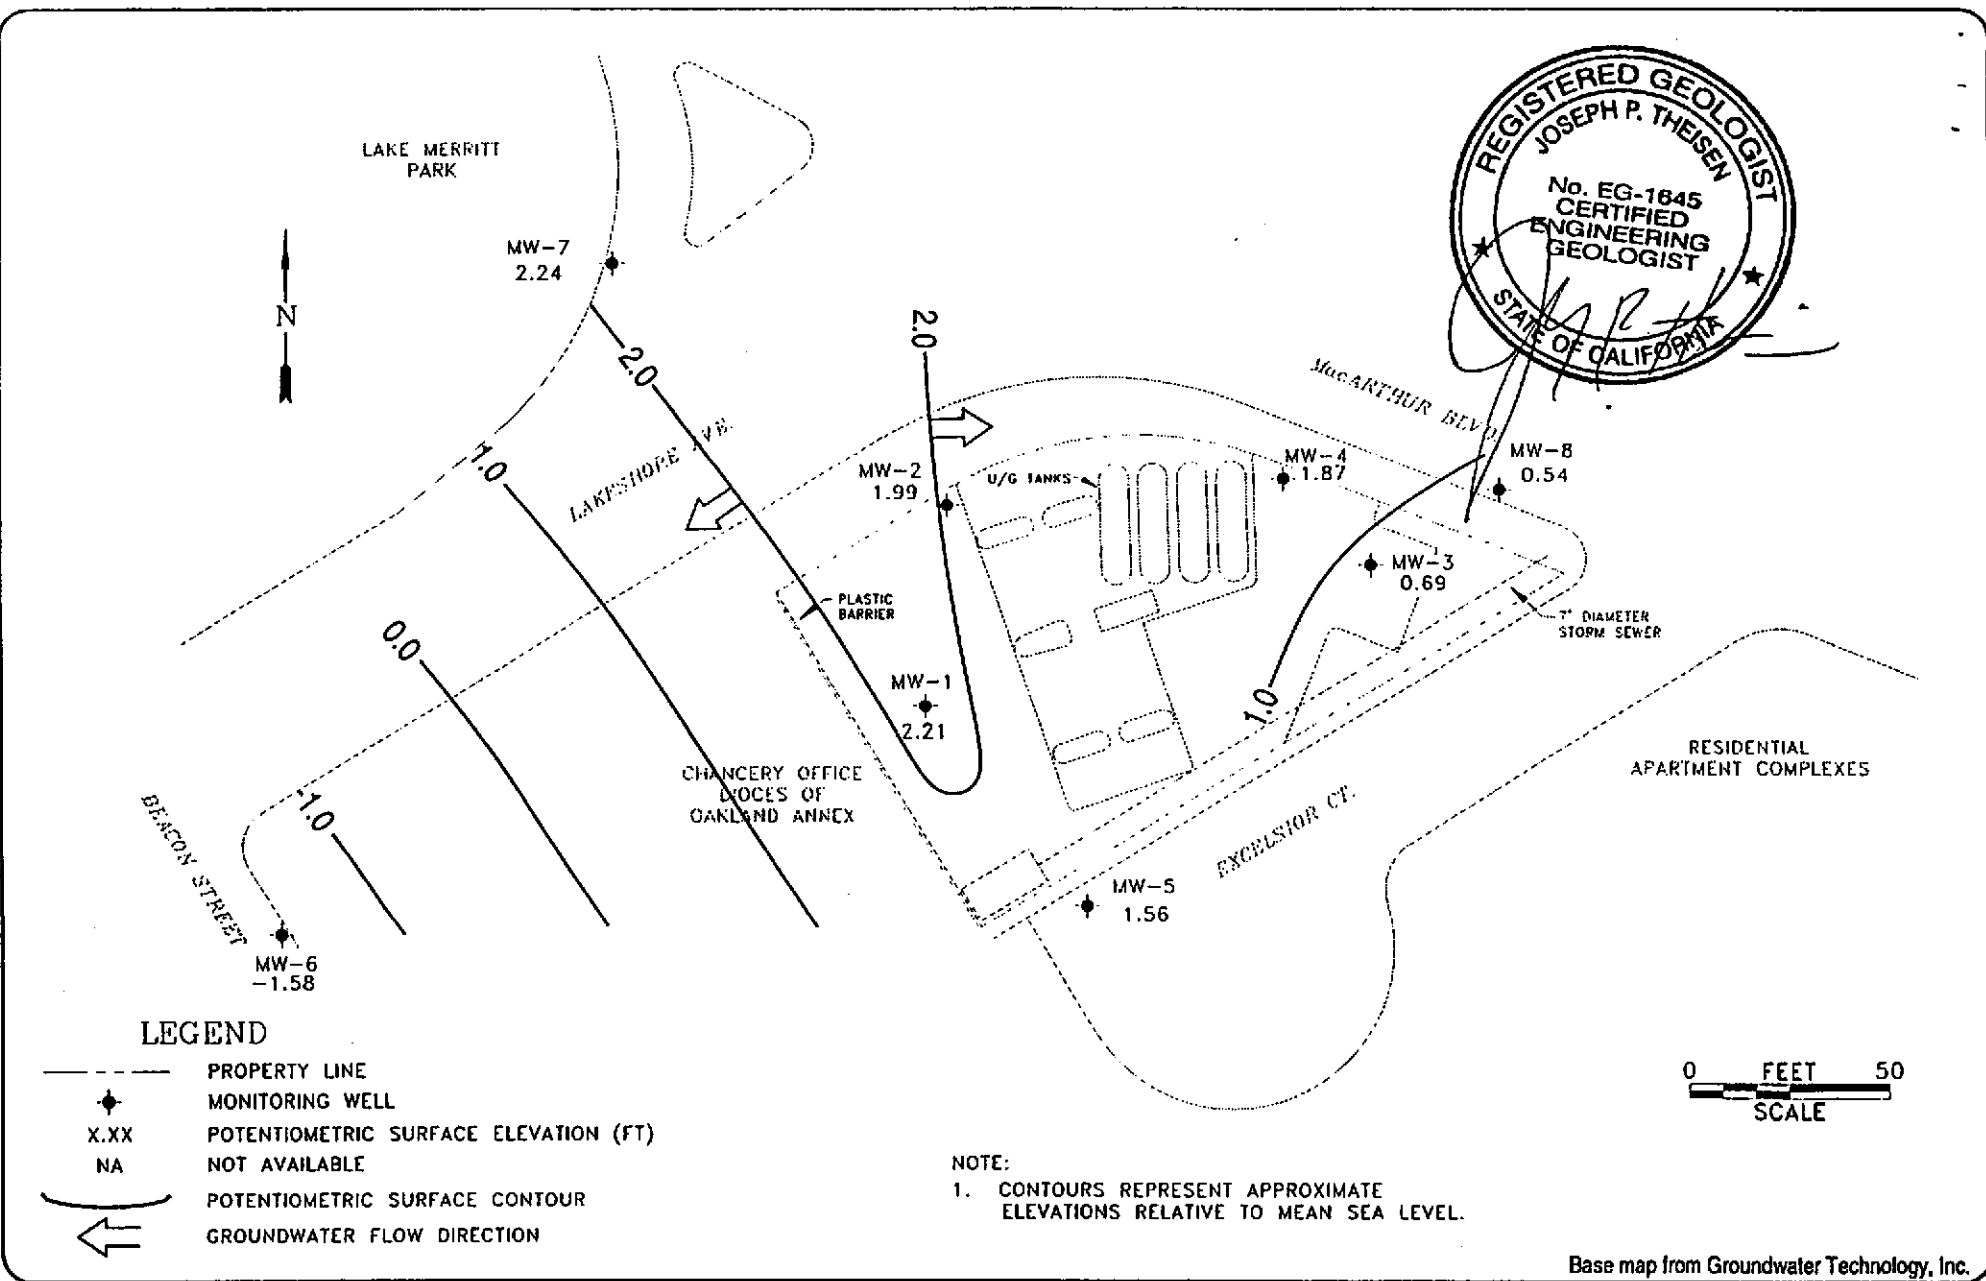 LAKE MERRITT
PARK
N
MW-7
2.24
2.0
2.0
1.0
0.0
-1.0
1.0
LAKESHORE AVE.
MacARTHUR BLVD.
BEACON STREET
EXCELSIOR CT.
MW-2
1.99
U/G TANKS
MW-4
1.87
MW-8
0.54
MW-3
0.69
7' DIAMETER
STORM SEWER
PLASTIC
BARRIER
MW-1
2.21
CHANCERY OFFICE
DIOCES OF
OAKLAND ANNEX
RESIDENTIAL
APARTMENT COMPLEXES
MW-5
1.56
MW-6
-1.58
REGISTERED GEOLOGIST
JOSEPH P. THEISEN
No. EG-1645
CERTIFIED
ENGINEERING
GEOLOGIST
STATE OF CALIFORNIA
LEGEND
PROPERTY LINE
MONITORING WELL
X.XX POTENTIOMETRIC SURFACE ELEVATION (FT)
NA NOT AVAILABLE
POTENTIOMETRIC SURFACE CONTOUR
GROUNDWATER FLOW DIRECTION
NOTE:
1. CONTOURS REPRESENT APPROXIMATE
ELEVATIONS RELATIVE TO MEAN SEA LEVEL.
0 FEET 50
SCALE
Base map from Groundwater Technology, Inc.